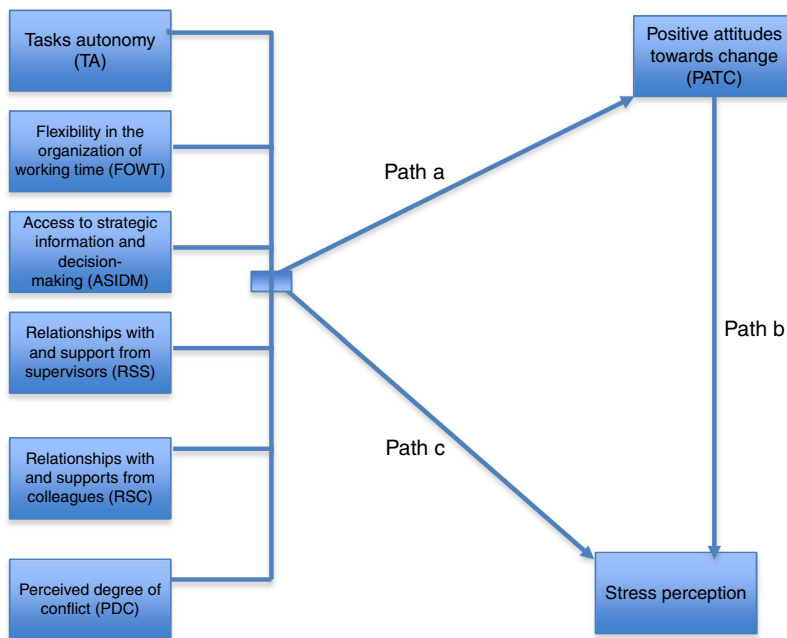 Tasks autonomy
(TA)
Flexibility in the
organization of
working time (FOWT)
Access to strategic
information and
decision-
making (ASIDM)
Relationships with
and support from
supervisors (RSS)
Relationships with
and supports from
colleagues (RSC)
Perceived degree of
conflict (PDC)
Path a
Path c
Positive attitudes
towards change
(PATC)
Path b
Stress perception